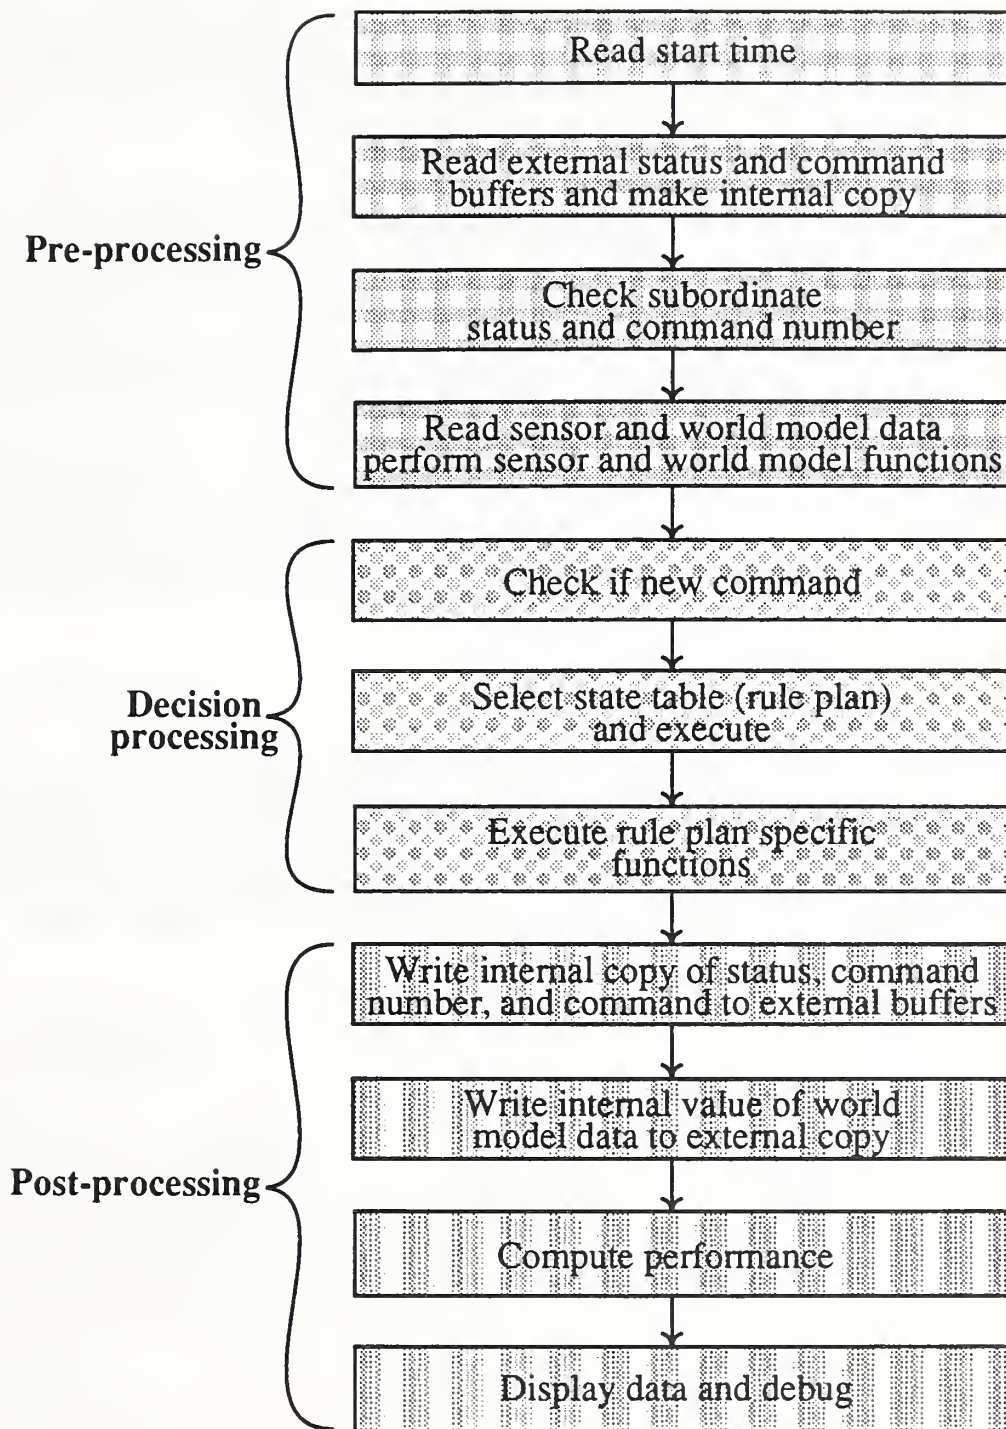 Read start time
Read external status and command
buffers and make internal copy
Pre-processing
Check subordinate
status and command number
Read sensor and world model data
perform sensor and world model functions
Check if new command
Select state table (rule plan)
and execute
Decision
processing
Execute rule plan specific
functions
Write internal copy of status, command
number, and command to external buffers
Write internal value of world
model data to external copy
Post-processing
Compute performance
Display data and debug